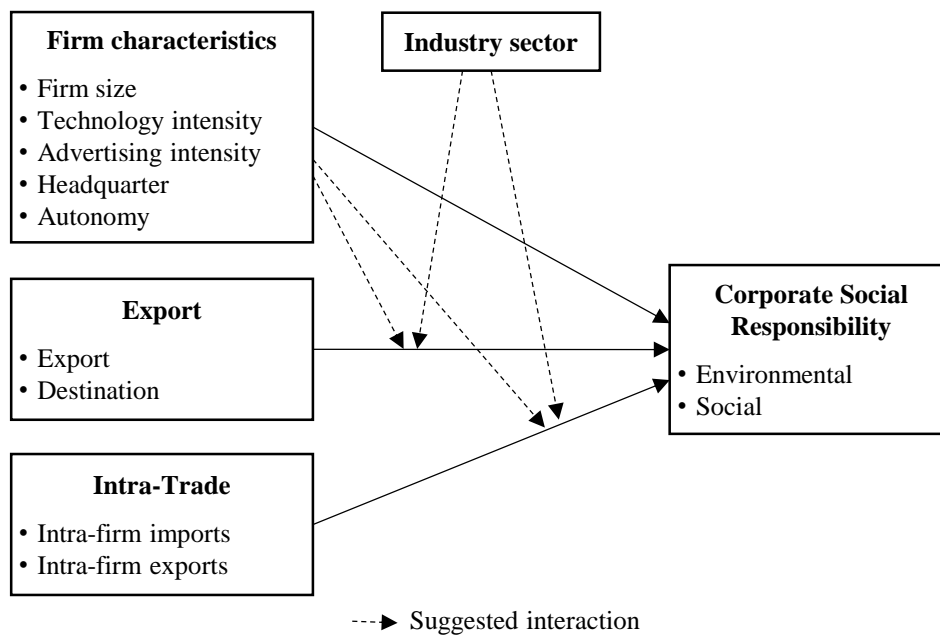 Firm characteristics
• Firm size
• Technology intensity
• Advertising intensity
• Headquarter
• Autonomy
Industry sector
Export
• Export
• Destination
Corporate Social
Responsibility
• Environmental
• Social
Intra-Trade
• Intra-firm imports
• Intra-firm exports
Suggested interaction